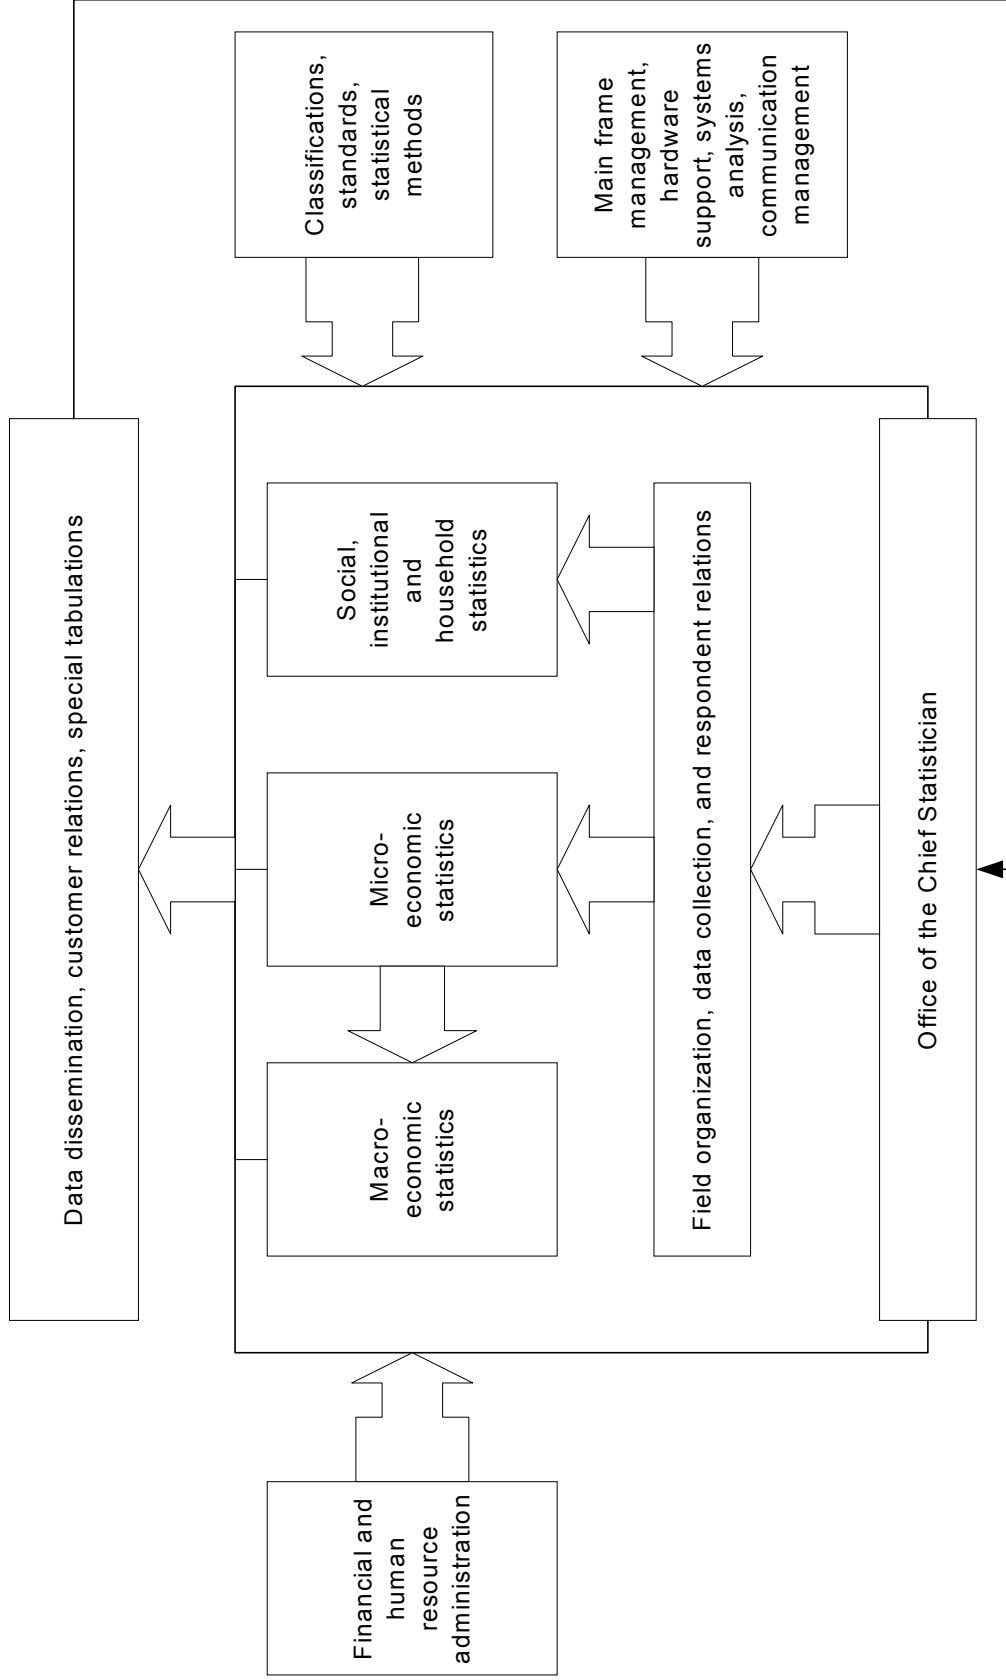 Data dissemination, customer relations, special tabulations
Classifications,
standards,
statistical
methods
Main frame
management,
hardware
support, systems
analysis,
communication
management
Social,
institutional
and
household
statistics
Micro-
economic
statistics
Macro-
economic
statistics
Field organization, data collection, and respondent relations
Office of the Chief Statistician
Financial and
human
resource
administration